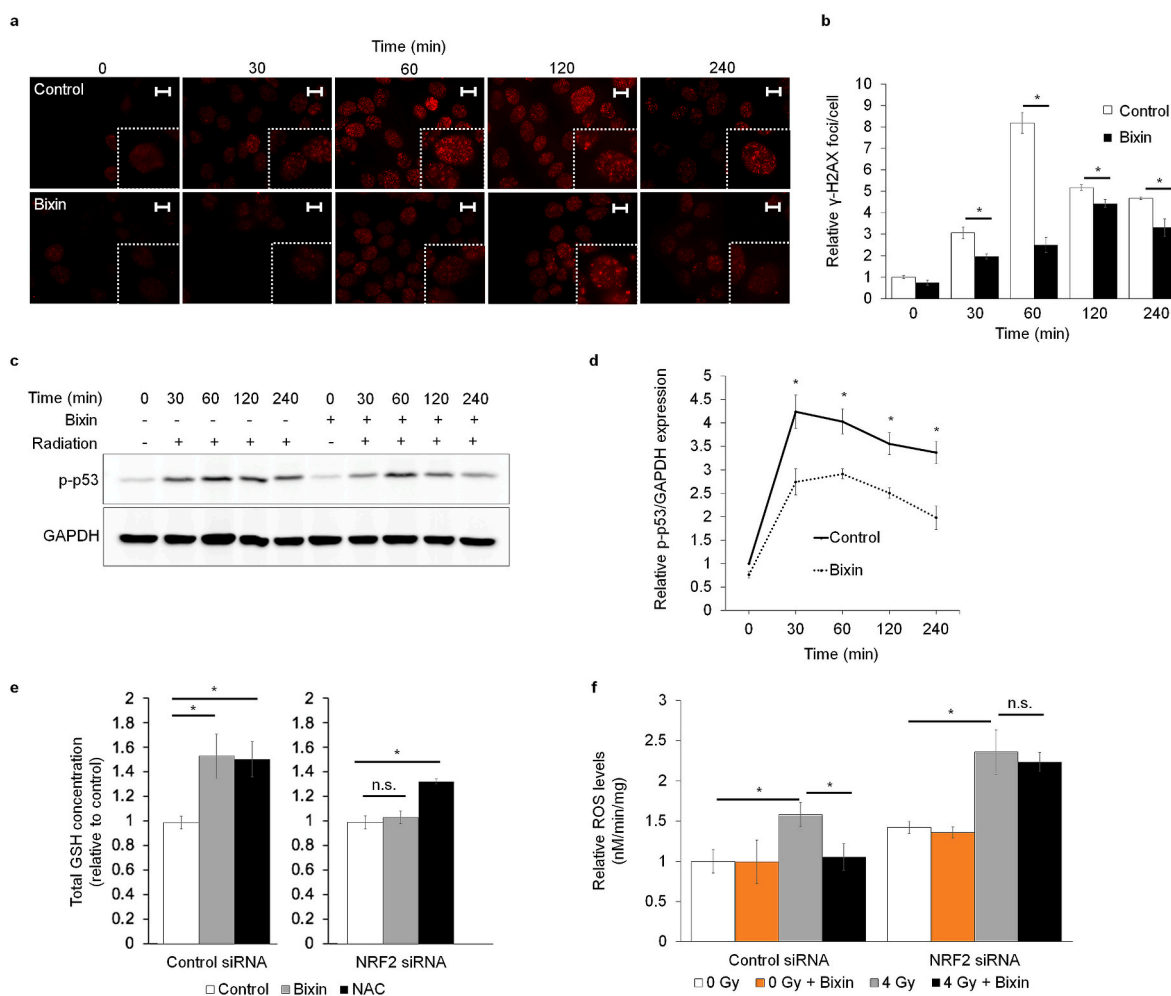 a
Time (min)
0 30 60 120 240
Control
Bixin
b
Relative γ-H2AX foci/cell
10
9
8
7
6
5
4
3
2
1
0
* * * *
Control
Bixin
0 30 60 120 240
Time (min)
c
Time (min) 0 30 60 120 240 0 30 60 120 240
Bixin - - - - - + + + + +
Radiation - + + + + - + + + +
p-p53
GAPDH
d
Relative p-p53/GAPDH expression
5
4.5
4
3.5
3
2.5
2
1.5
1
0.5
0
* * * *
Control
Bixin
0 30 60 120 240
Time (min)
e
Total GSH concentration
(relative to control)
2
1.8
1.6
1.4
1.2
1
0.8
0.6
0.4
0.2
0
*
*
Control siRNA
2
1.8
1.6
1.4
1.2
1
0.8
0.6
0.4
0.2
0
*
n.s.
NRF2 siRNA
Control Bixin NAC
f
Relative ROS levels
(nM/min/mg)
3
2.5
2
1.5
1
0.5
0
* *
* n.s.
Control siRNA NRF2 siRNA
0 Gy 0 Gy + Bixin 4 Gy 4 Gy + Bixin